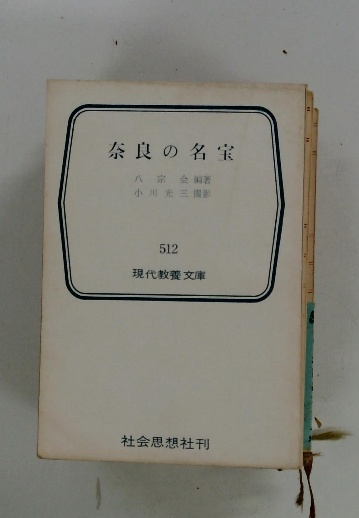 奈良の名宝
八宗会編著
小川光三撮影
512
現代教養文庫
社会思想社刊